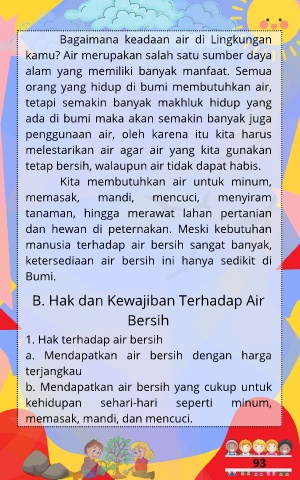 Bagaimana keadaan air di Lingkungan
kamu? Air merupakan salah satu sumber daya
alam yang memiliki banyak manfaat. Semua
orang yang hidup di bumi membutuhkan air,
tetapi semakin banyak makhluk hidup yang
ada di bumi maka akan semakin banyak juga
penggunaan air, oleh karena itu kita harus
melestarikan air agar air yang kita gunakan
tetap bersih, walaupun air tidak dapat habis.
Kita membutuhkan air untuk minum,
memasak, mandi, mencuci, menyiram
tanaman, hingga merawat lahan pertanian
dan hewan di peternakan. Meski kebutuhan
manusia terhadap air bersih sangat banyak,
ketersediaan air bersih ini hanya sedikit di
Bumi.
B. Hak dan Kewajiban Terhadap Air
Bersih
1. Hak terhadap air bersih
a. Mendapatkan air bersih dengan harga
terjangkau
b. Mendapatkan air bersih yang cukup untuk
kehidupan sehari-hari seperti minum,
memasak, mandi, dan mencuci.
93